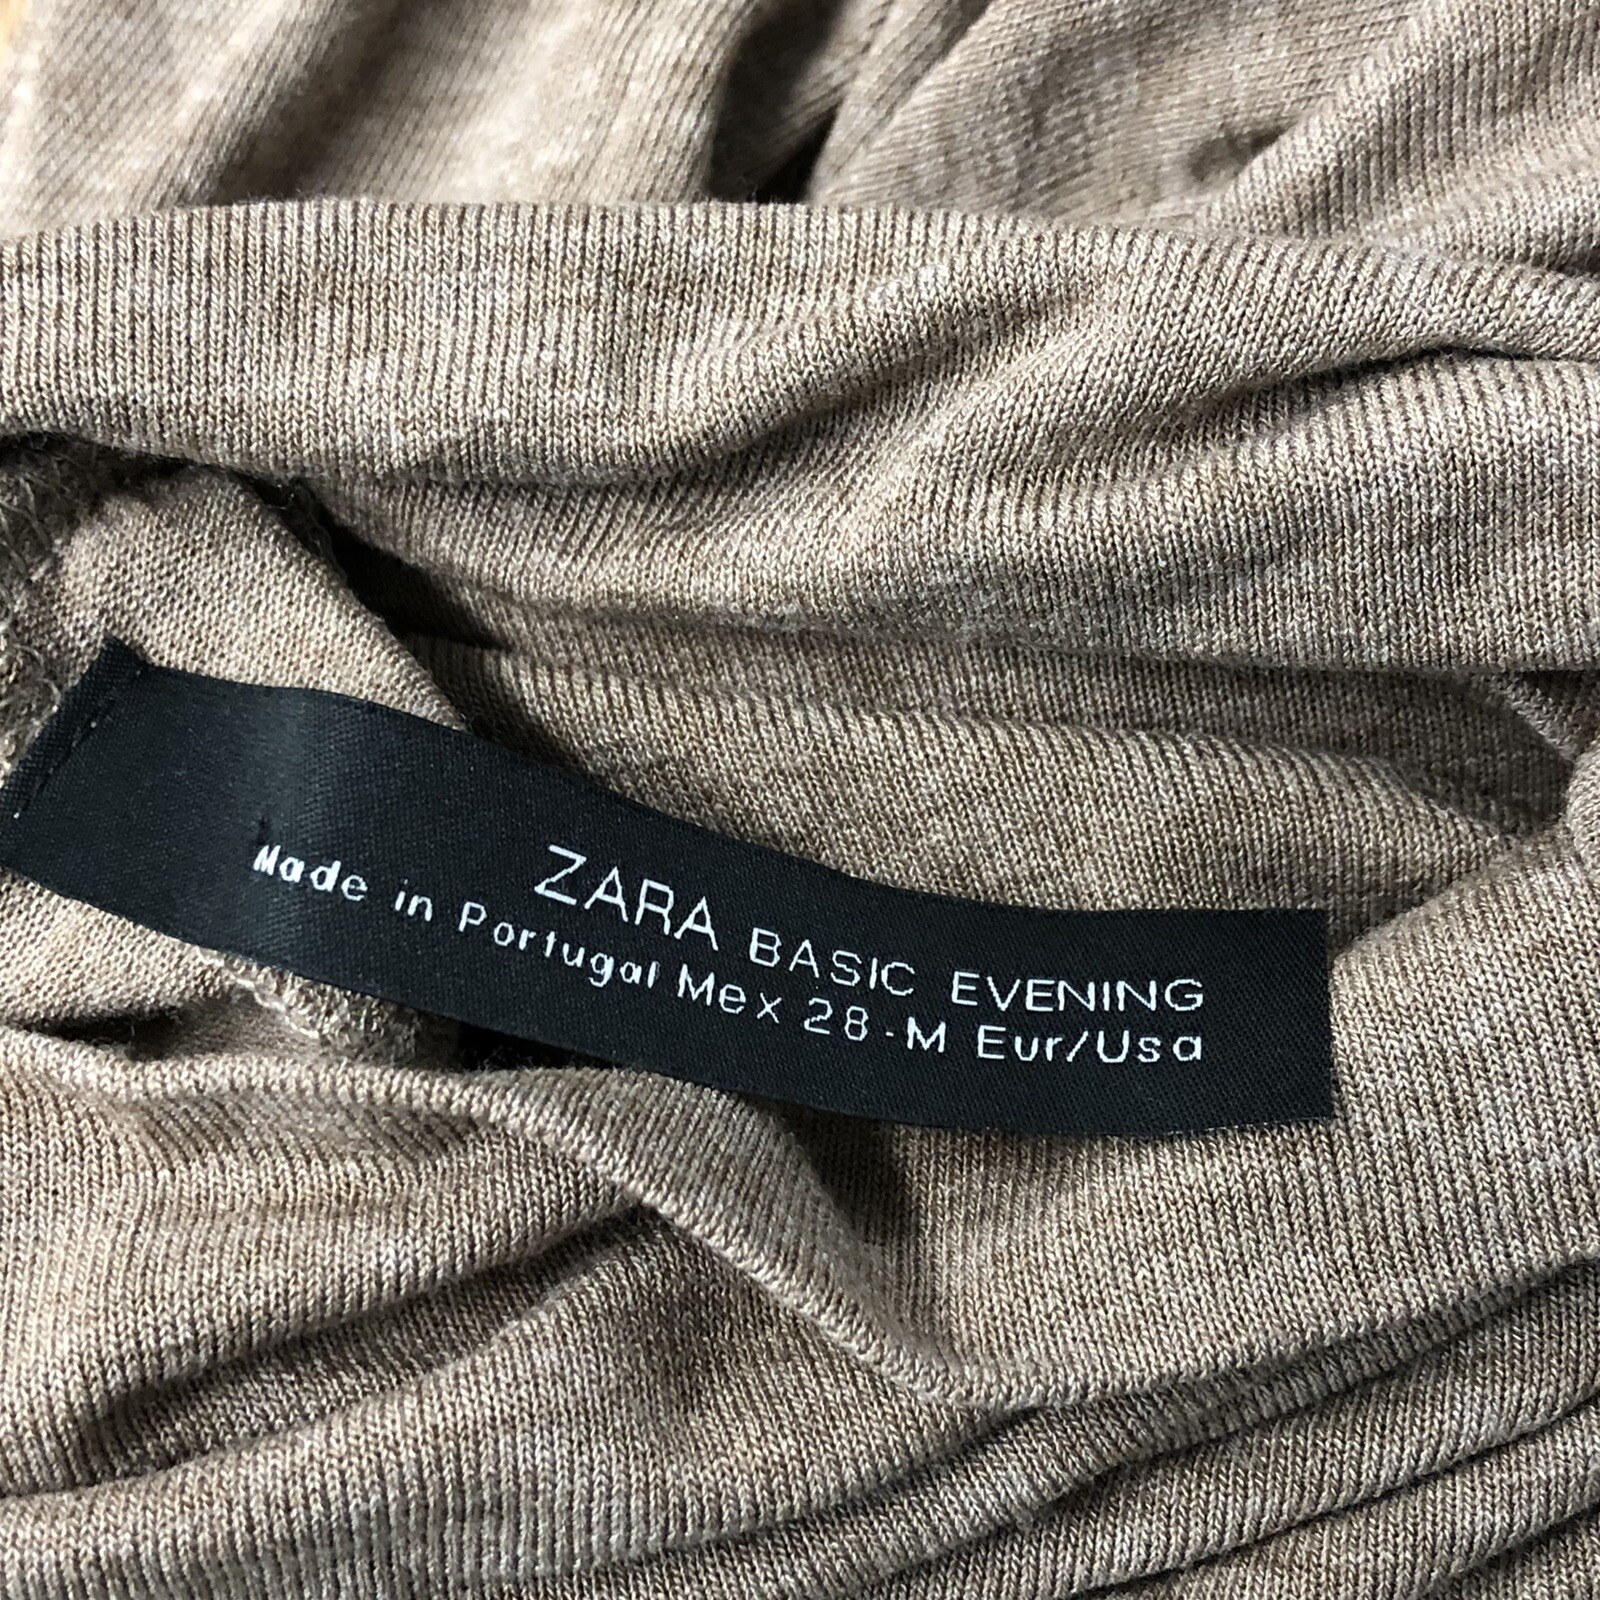 ZARA BASIC EVENING
Made in Portugal Mex 28-M Eur/Usa